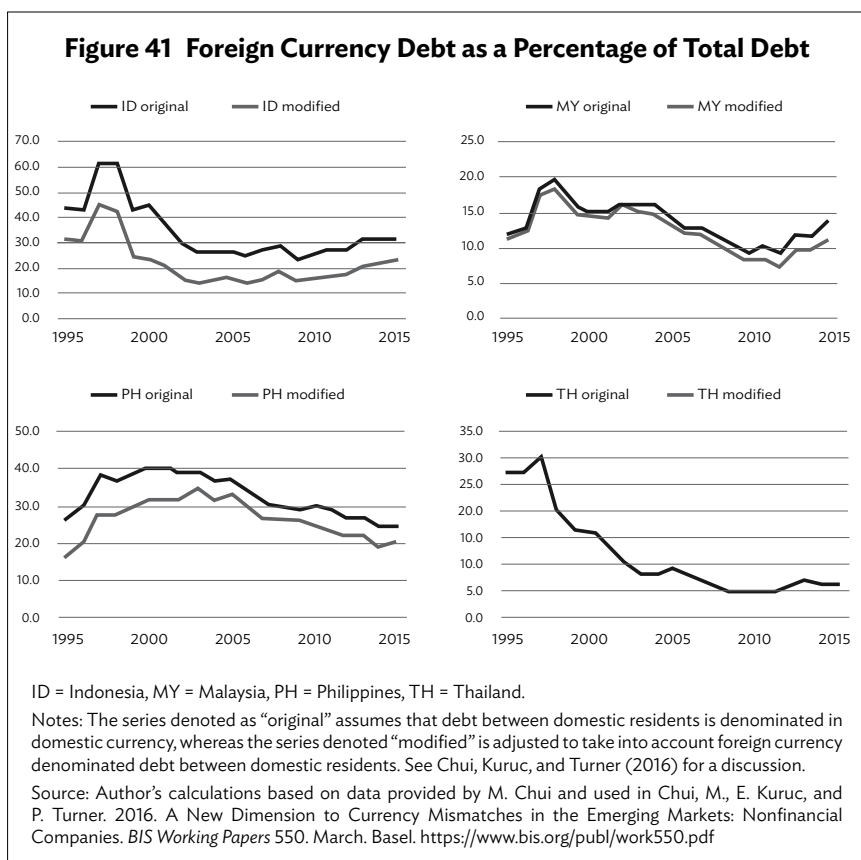 Figure 41 Foreign Currency Debt as a Percentage of Total Debt
ID original ID modified
70.0
60.0
50.0
40.0
30.0
20.0
10.0
0.0
1995 2000 2005 2010 2015
MY original MY modified
25.0
20.0
15.0
10.0
5.0
0.0
1995 2000 2005 2010 2015
PH original PH modified
50.0
40.0
30.0
20.0
10.0
0.0
1995 2000 2005 2010 2015
TH original TH modified
35.0
30.0
25.0
20.0
10.0
10.0
5.0
0.0
1995 2000 2005 2010 2015
ID = Indonesia, MY = Malaysia, PH = Philippines, TH = Thailand.
Notes: The series denoted as “original” assumes that debt between domestic residents is denominated in
domestic currency, whereas the series denoted “modified” is adjusted to take into account foreign currency
denominated debt between domestic residents. See Chui, Kuruc, and Turner (2016) for a discussion.
Source: Author’s calculations based on data provided by M. Chui and used in Chui, M., E. Kuruc, and
P. Turner. 2016. A New Dimension to Currency Mismatches in the Emerging Markets: Nonfinancial
Companies. BIS Working Papers 550. March. Basel. https://www.bis.org/publ/work550.pdf